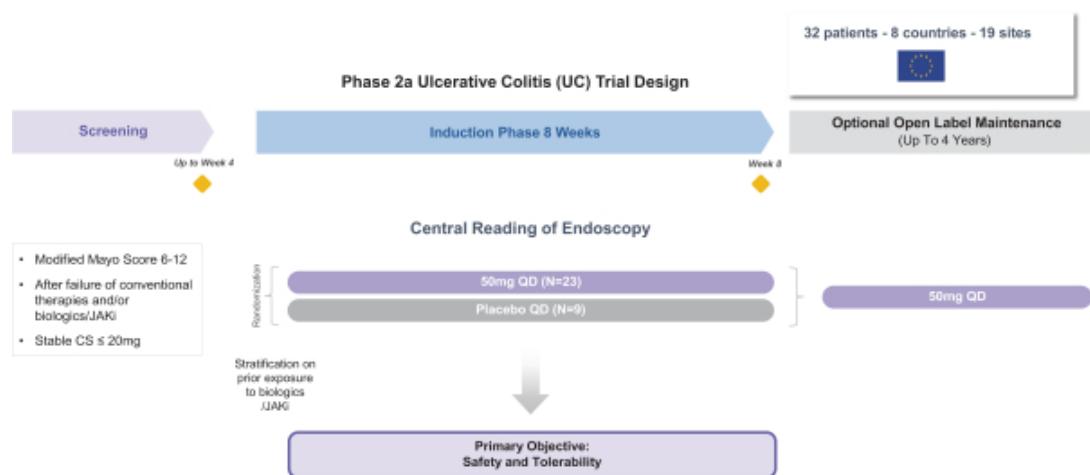 32 patients - 8 countries - 19 sites
Phase 2a Ulcerative Colitis (UC) Trial Design
Screening
Induction Phase 8 Weeks
Optional Open Label Maintenance
(Up To 4 Years)
Up to Week 4
Week 8
Central Reading of Endoscopy
• Modified Mayo Score 6-12
• After failure of conventional
therapies and/or
biologics/JAKi
• Stable CS ≤ 20mg
Randomization
50mg QD (N=23)
Placebo QD (N=9)
50mg QD
Stratification on
prior exposure
to biologics
/JAKi
Primary Objective:
Safety and Tolerability